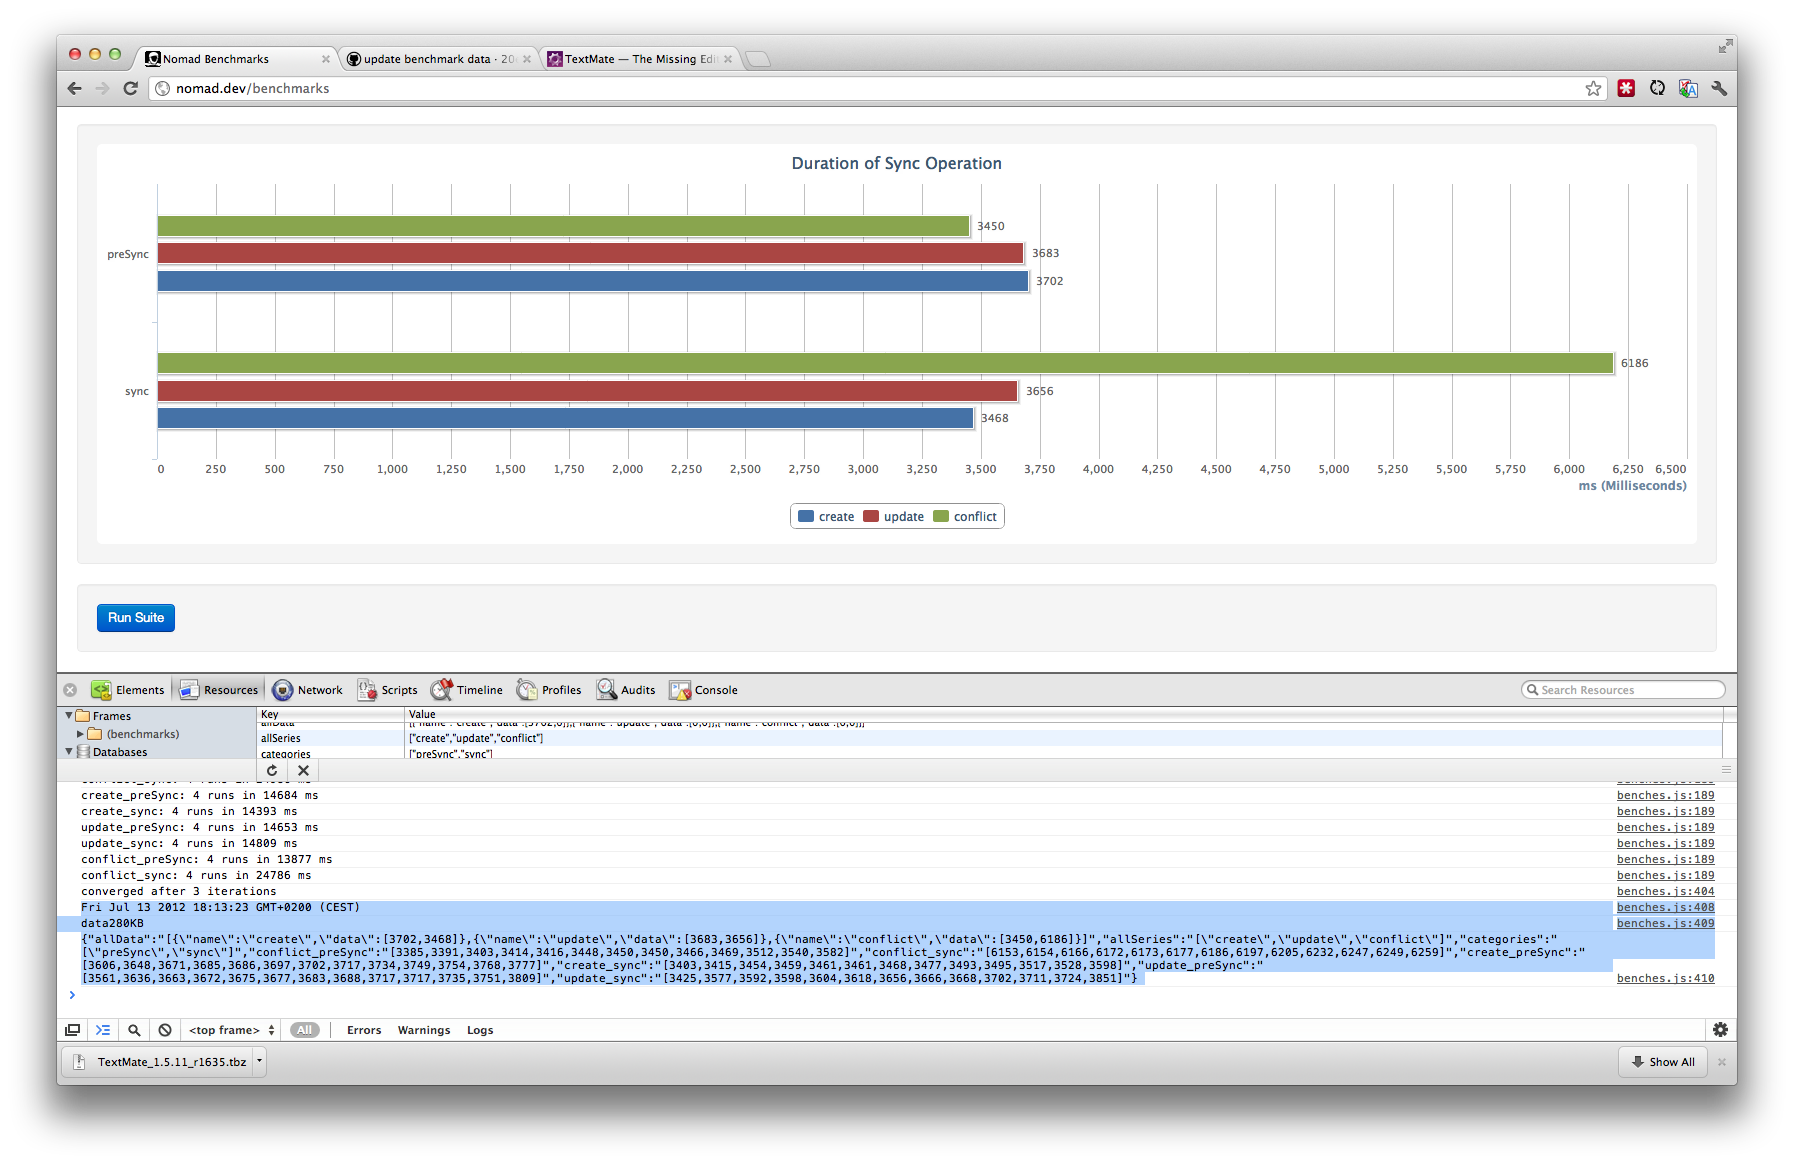 Nomad Benchmarks
update benchmark data · 20
TextMate — The Missing Edi
nomad.dev/benchmarks
Duration of Sync Operation
3450
preSync
3683
3702
6186
sync
3656
3468
0 250 500 750 1,000 1,250 1,500 1,750 2,000 2,250 2,500 2,750 3,000 3,250 3,500 3,750 4,000 4,250 4,500 4,750 5,000 5,250 5,500 5,750 6,000 6,250 6,500
ms (Milliseconds)
create update conflict
Run Suite
Elements Resources Network Scripts Timeline Profiles Audits Console Search Resources
Frames
(benchmarks)
Databases
Key Value
allSeries ["create","update","conflict"]
categories ["preSync","sync"]
create_preSync: 4 runs in 14684 ms benches.js:189
create_sync: 4 runs in 14393 ms benches.js:189
update_preSync: 4 runs in 14653 ms benches.js:189
update_sync: 4 runs in 14809 ms benches.js:189
conflict_preSync: 4 runs in 13877 ms benches.js:189
conflict_sync: 4 runs in 24786 ms benches.js:189
converged after 3 iterations benches.js:404
Fri Jul 13 2012 18:13:23 GMT+0200 (CEST) benches.js:408
data280KB benches.js:409
{"allData":"[{\"name\":\"create\",\"data\":[3702,3468]},{\"name\":\"update\",\"data\":[3683,3656]},{\"name\":\"conflict\",\"data\":[3450,6186]}]","allSeries":"[\"create\",\"update\",\"conflict\"]","categories":"
[\"preSync\",\"sync\"]","conflict_preSync":"[3385,3391,3403,3414,3416,3448,3450,3450,3466,3469,3512,3540,3582]","conflict_sync":"[6153,6154,6166,6172,6173,6177,6186,6197,6205,6232,6247,6249,6259]","create_preSync":"
[3606,3648,3671,3685,3686,3697,3702,3717,3734,3749,3754,3768,3777]","create_sync":"[3403,3415,3454,3459,3461,3461,3468,3477,3493,3495,3517,3528,3598]","update_preSync":"
[3561,3636,3663,3672,3675,3677,3683,3688,3717,3717,3735,3751,3809]","update_sync":"[3425,3577,3592,3598,3604,3618,3656,3666,3668,3702,3711,3724,3851]"} benches.js:410
<top frame> All Errors Warnings Logs
TextMate_1.5.11_r1635.tbz Show All